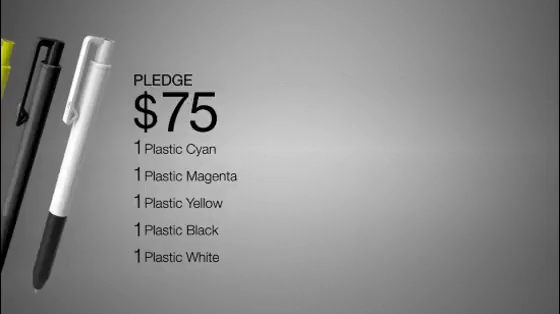 PLEDGE
$75
1 Plastic Cyan
1 Plastic Magenta
1 Plastic Yellow
1 Plastic Black
1 Plastic White